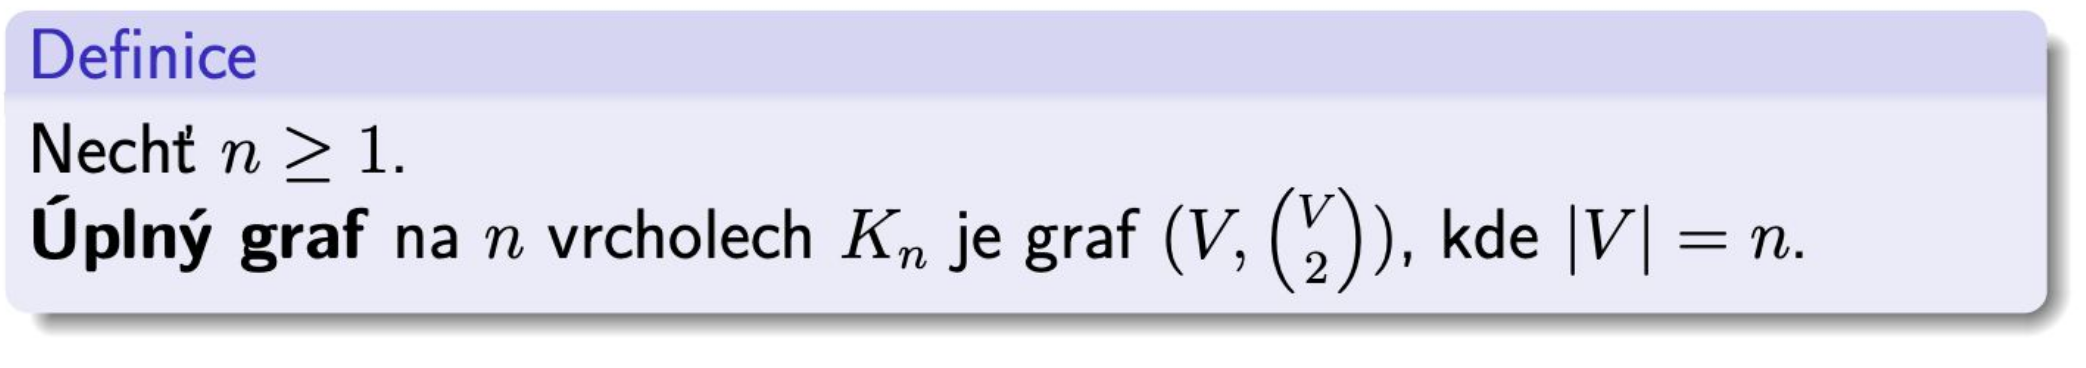 Definice
Nechť $n \geq 1$.
Úplný graf na $n$ vrcholech $K_n$ je graf $(V, \binom{V}{2})$, kde $|V| = n$.